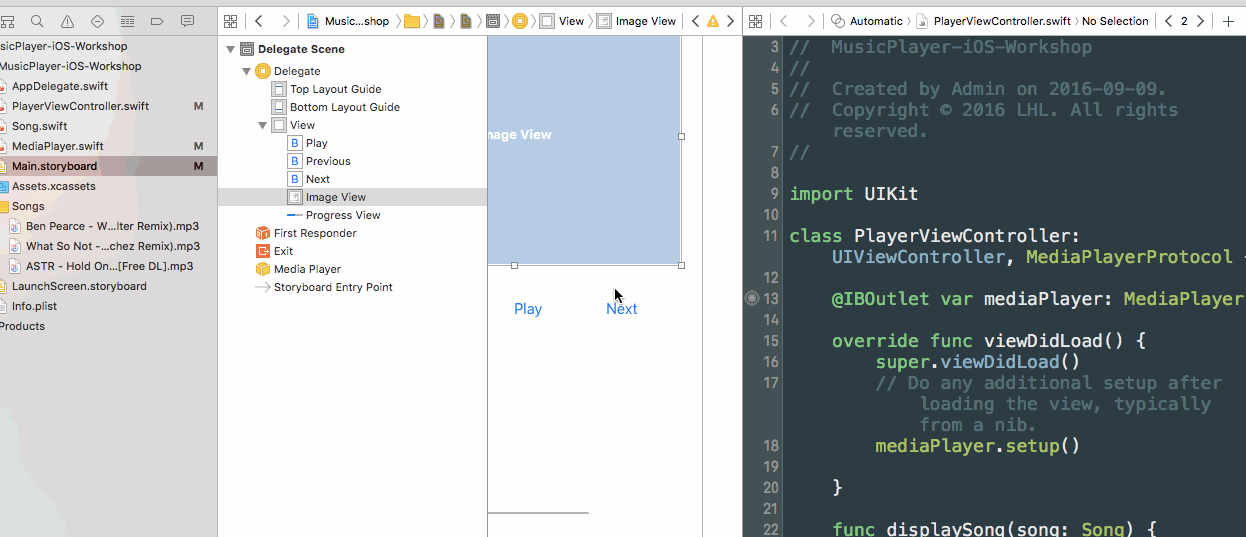 Music...shop
View
Image View
Automatic
PlayerViewController.swift
No Selection
2
sicPlayer-iOS-Workshop
MusicPlayer-iOS-Workshop
AppDelegate.swift
PlayerViewController.swift M
Song.swift
MediaPlayer.swift M
Main.storyboard M
Assets.xcassets
Songs
Ben Pearce - W...lter Remix).mp3
What So Not -...chez Remix).mp3
ASTR - Hold On...[Free DL].mp3
LaunchScreen.storyboard
Info.plist
Products
Delegate Scene
Delegate
Top Layout Guide
Bottom Layout Guide
View
B Play
B Previous
B Next
Image View
Progress View
First Responder
Exit
Media Player
Storyboard Entry Point
mage View
Play
Next
3 // MusicPlayer-iOS-Workshop
4 //
5 // Created by Admin on 2016-09-09.
6 // Copyright © 2016 LHL. All rights
reserved.
7 //
8
9 import UIKit
10
11 class PlayerViewController:
UIViewController, MediaPlayerProtocol {
12
13 @IBOutlet var mediaPlayer: MediaPlayer
14
15 override func viewDidLoad() {
16 super.viewDidLoad()
17 // Do any additional setup after
loading the view, typically
from a nib.
18 mediaPlayer.setup()
19
20 }
21
22 func displaySong(song: Song) {